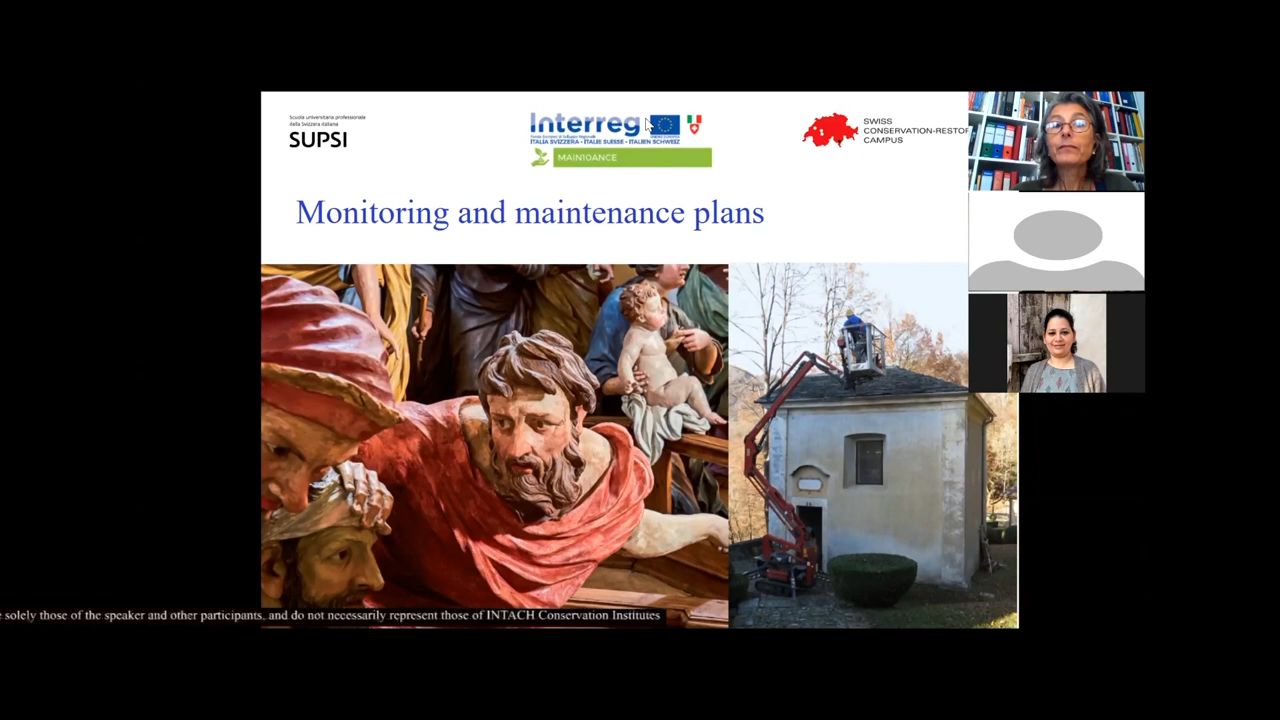 Scuola universitaria professionale
della Svizzera italiana
SUPSI
Interreg
ITALIA SVIZZERA - ITALIE SUISSE - ITALIEN SCHWEIZ
MAIN10ANCE
SWISS
CONSERVATION-RESTOR
CAMPUS
Monitoring and maintenance plans
solely those of the speaker and other participants, and do not necessarily represent those of INTACH Conservation Institutes